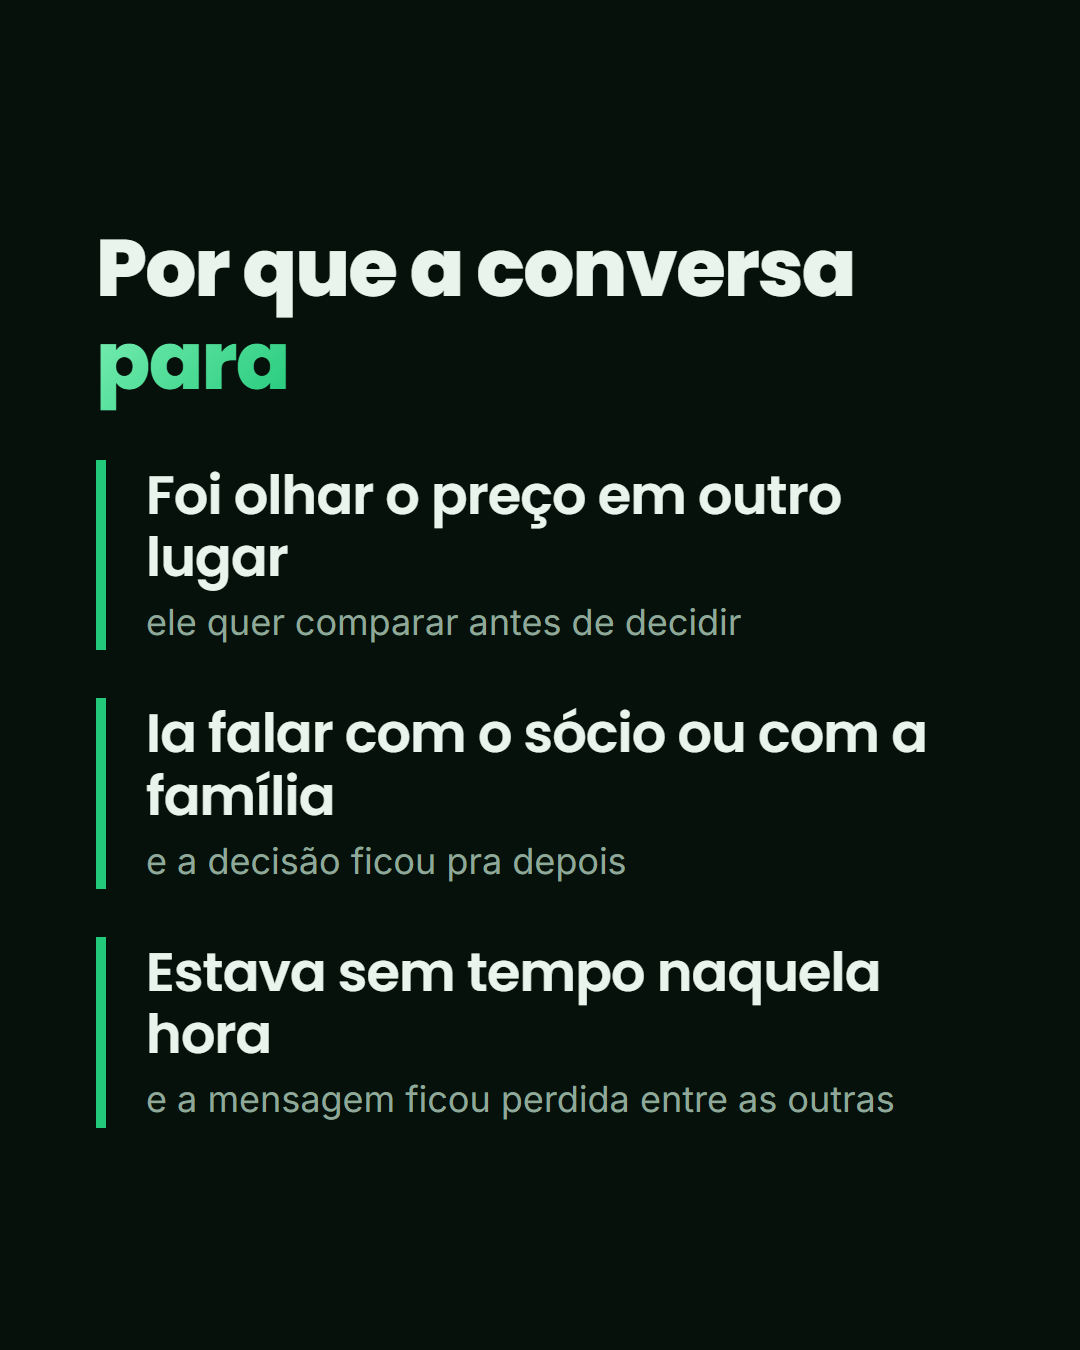 Por que a conversa
para
Foi olhar o preço em outro
lugar
ele quer comparar antes de decidir
Ia falar com o sócio ou com a
família
e a decisão ficou pra depois
Estava sem tempo naquela
hora
e a mensagem ficou perdida entre as outras